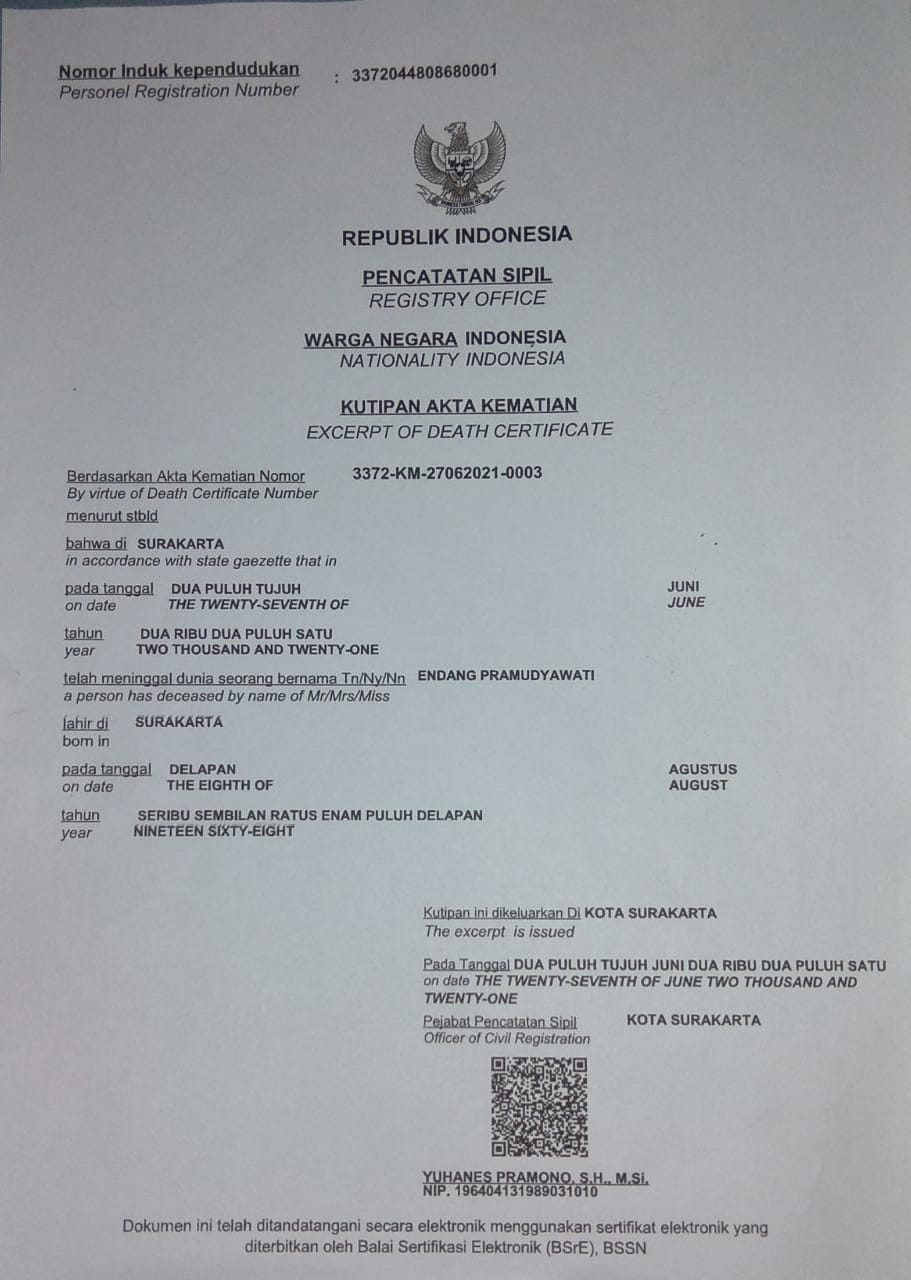 Nomor Induk kependudukan : 3372044808680001
Personel Registration Number
REPUBLIK INDONESIA
PENCATATAN SIPIL
REGISTRY OFFICE
WARGA NEGARA INDONESIA
NATIONALITY INDONESIA
KUTIPAN AKTA KEMATIAN
EXCERPT OF DEATH CERTIFICATE
Berdasarkan Akta Kematian Nomor 3372-KM-27062021-0003
By virtue of Death Certificate Number
menurut stbld
bahwa di SURAKARTA
in accordance with state gaezette that in
pada tanggal DUA PULUH TUJUH JUNI
on date THE TWENTY-SEVENTH OF JUNE
tahun DUA RIBU DUA PULUH SATU
year TWO THOUSAND AND TWENTY-ONE
telah meninggal dunia seorang bernama Tn/Ny/Nn ENDANG PRAMUDYAWATI
a person has deceased by name of Mr/Mrs/Miss
lahir di SURAKARTA
born in
pada tanggal DELAPAN AGUSTUS
on date THE EIGHTH OF AUGUST
tahun SERIBU SEMBILAN RATUS ENAM PULUH DELAPAN
year NINETEEN SIXTY-EIGHT
Kutipan ini dikeluarkan Di KOTA SURAKARTA
The excerpt is issued
Pada Tanggal DUA PULUH TUJUH JUNI DUA RIBU DUA PULUH SATU
on date THE TWENTY-SEVENTH OF JUNE TWO THOUSAND AND
TWENTY-ONE
Pejabat Pencatatan Sipil KOTA SURAKARTA
Officer of Civil Registration
YUHANES PRAMONO, S.H., M.Si.
NIP. 196404131989031010
Dokumen ini telah ditandatangani secara elektronik menggunakan sertifikat elektronik yang
diterbitkan oleh Balai Sertifikasi Elektronik (BSrE), BSSN